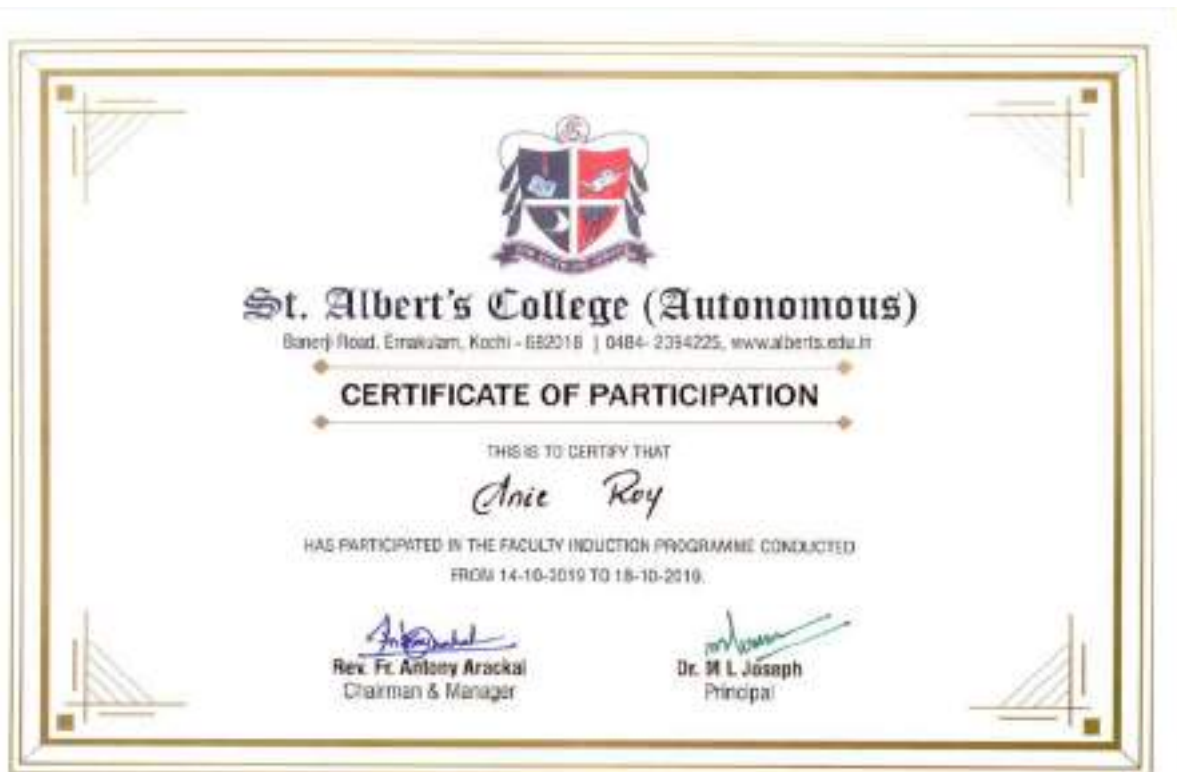 St. Albert's College (Autonomous)
Banerji Road, Ernakulam, Kochi - 682018 | 0484- 2394225, www.alberts.edu.in
CERTIFICATE OF PARTICIPATION
THIS IS TO CERTIFY THAT
Anie Roy
HAS PARTICIPATED IN THE FACULTY INDUCTION PROGRAMME CONDUCTED
FROM 14-10-2019 TO 18-10-2019.
Rev. Fr. Antony Arackal
Dr. M L Joseph
Chairman & Manager
Principal